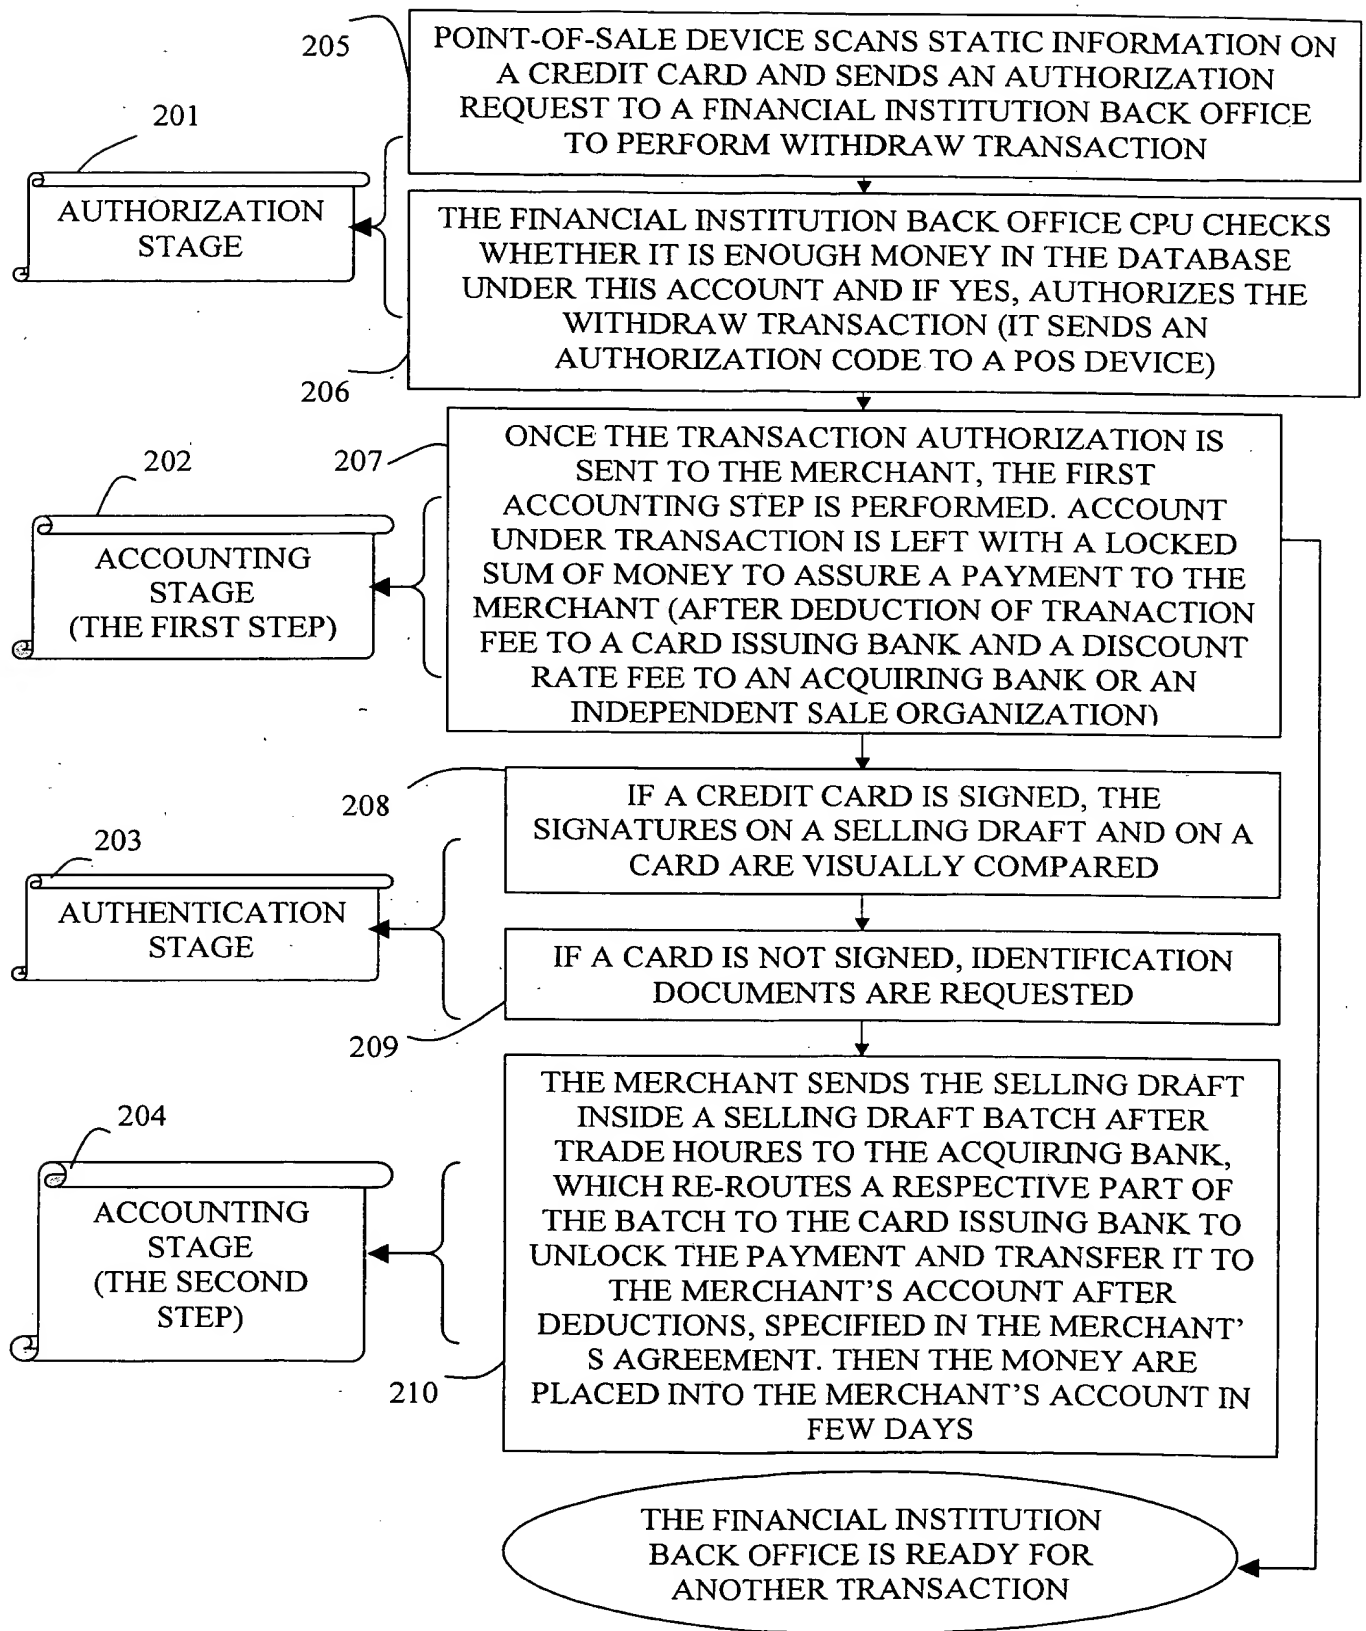 205
POINT-OF-SALE DEVICE SCANS STATIC INFORMATION ON
A CREDIT CARD AND SENDS AN AUTHORIZATION
REQUEST TO A FINANCIAL INSTITUTION BACK OFFICE
TO PERFORM WITHDRAW TRANSACTION
201
AUTHORIZATION
STAGE
THE FINANCIAL INSTITUTION BACK OFFICE CPU CHECKS
WHETHER IT IS ENOUGH MONEY IN THE DATABASE
UNDER THIS ACCOUNT AND IF YES, AUTHORIZES THE
WITHDRAW TRANSACTION (IT SENDS AN
AUTHORIZATION CODE TO A POS DEVICE)
206
202
ACCOUNTING
STAGE
(THE FIRST STEP)
207
ONCE THE TRANSACTION AUTHORIZATION IS
SENT TO THE MERCHANT, THE FIRST
ACCOUNTING STEP IS PERFORMED. ACCOUNT
UNDER TRANSACTION IS LEFT WITH A LOCKED
SUM OF MONEY TO ASSURE A PAYMENT TO THE
MERCHANT (AFTER DEDUCTION OF TRANACTION
FEE TO A CARD ISSUING BANK AND A DISCOUNT
RATE FEE TO AN ACQUIRING BANK OR AN
INDEPENDENT SALE ORGANIZATION)
208
IF A CREDIT CARD IS SIGNED, THE
SIGNATURES ON A SELLING DRAFT AND ON A
CARD ARE VISUALLY COMPARED
203
AUTHENTICATION
STAGE
IF A CARD IS NOT SIGNED, IDENTIFICATION
DOCUMENTS ARE REQUESTED
209
204
ACCOUNTING
STAGE
(THE SECOND
STEP)
THE MERCHANT SENDS THE SELLING DRAFT
INSIDE A SELLING DRAFT BATCH AFTER
TRADE HOURES TO THE ACQUIRING BANK,
WHICH RE-ROUTES A RESPECTIVE PART OF
THE BATCH TO THE CARD ISSUING BANK TO
UNLOCK THE PAYMENT AND TRANSFER IT TO
THE MERCHANT'S ACCOUNT AFTER
DEDUCTIONS, SPECIFIED IN THE MERCHANT'
S AGREEMENT. THEN THE MONEY ARE
PLACED INTO THE MERCHANT'S ACCOUNT IN
FEW DAYS
210
THE FINANCIAL INSTITUTION
BACK OFFICE IS READY FOR
ANOTHER TRANSACTION